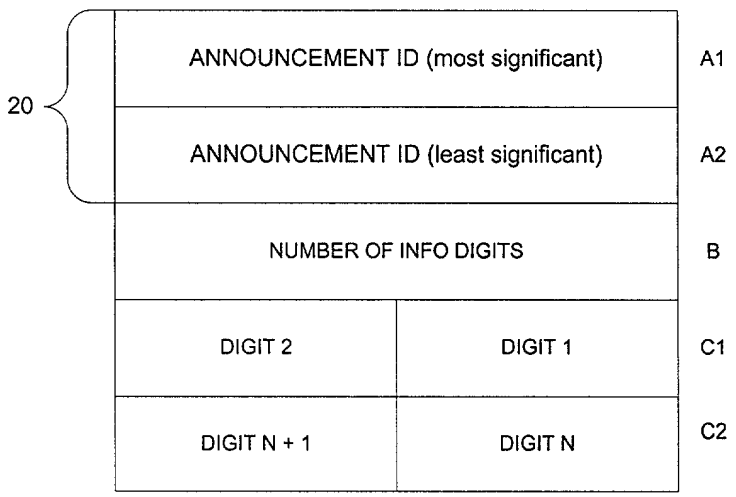 ANNOUNCEMENT ID (most significant) A1
20
ANNOUNCEMENT ID (least significant) A2
NUMBER OF INFO DIGITS B
DIGIT 2 DIGIT 1 C1
DIGIT N + 1 DIGIT N C2